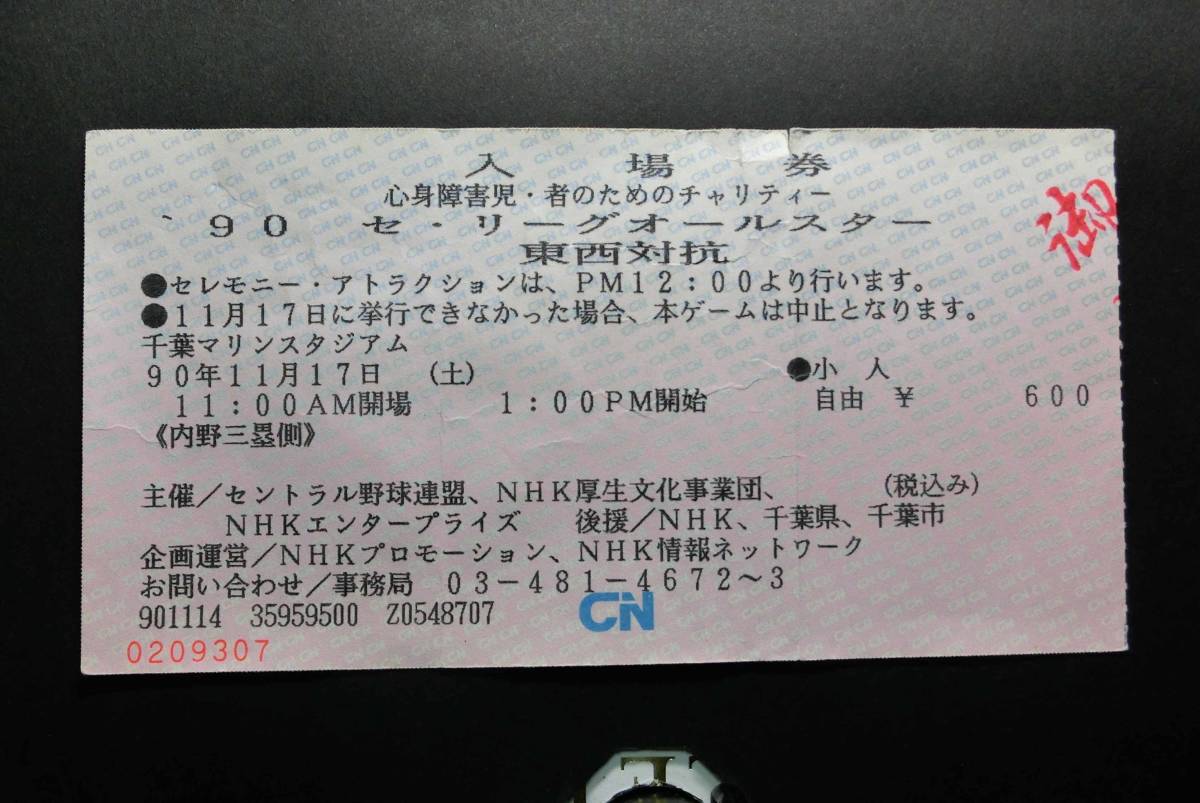 入場券
心身障害児・者のためのチャリティー
'90 セ・リーグオールスター
東西対抗
●セレモニー・アトラクションは、PM12:00より行います。
●11月17日に挙行できなかった場合、本ゲームは中止となります。
千葉マリンスタジアム
90年11月17日 (土) ●小人
11:00AM開場 1:00PM開始 自由 ¥ 600
《内野三塁側》
主催/セントラル野球連盟、NHK厚生文化事業団、 (税込み)
NHKエンタープライズ 後援/NHK、千葉県、千葉市
企画運営/NHKプロモーション、NHK情報ネットワーク
お問い合わせ/事務局 03-481-4672~3
901114 35959500 Z0548707
CN
0209307
御